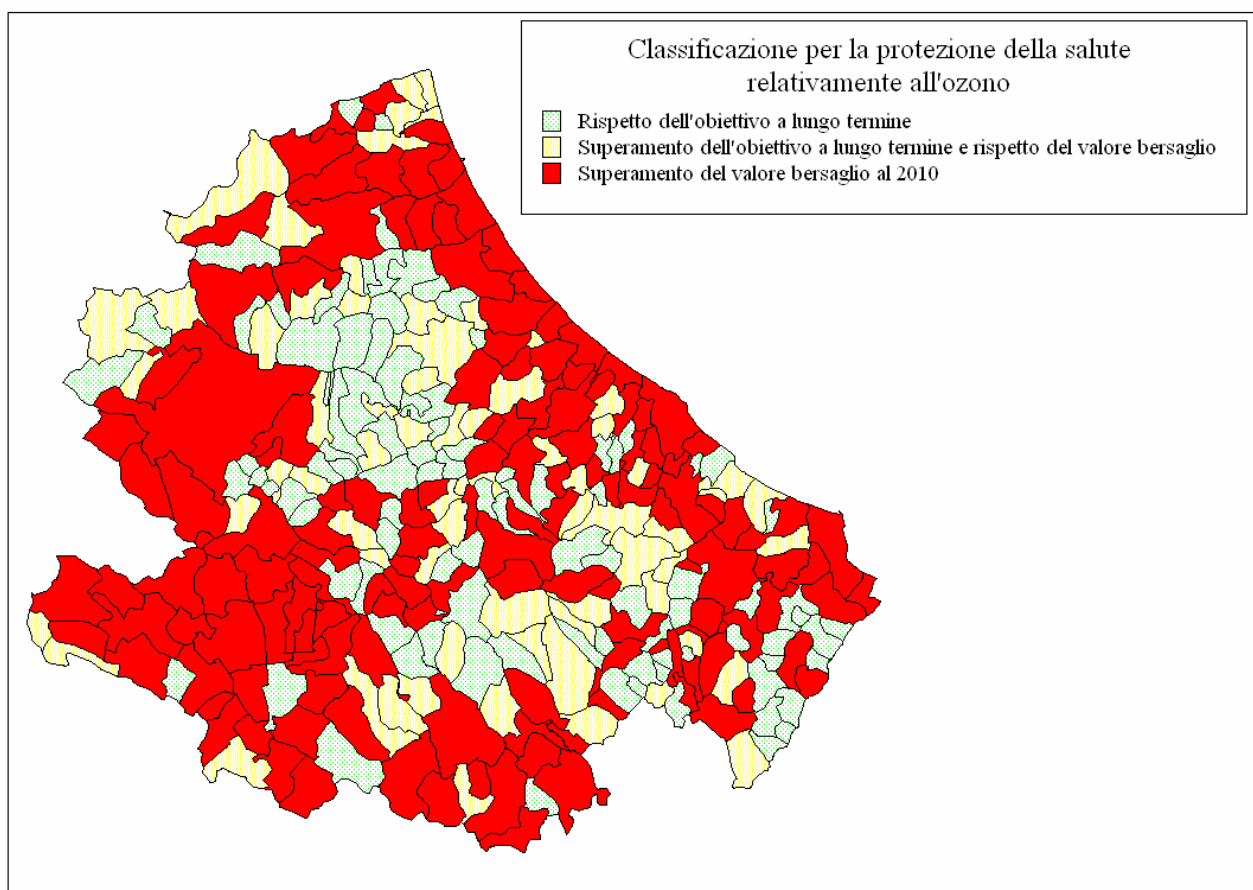 Classificazione per la protezione della salute
relativamente all'ozono
Rispetto dell'obiettivo a lungo termine
Superamento dell'obiettivo a lungo termine e rispetto del valore bersaglio
Superamento del valore bersaglio al 2010